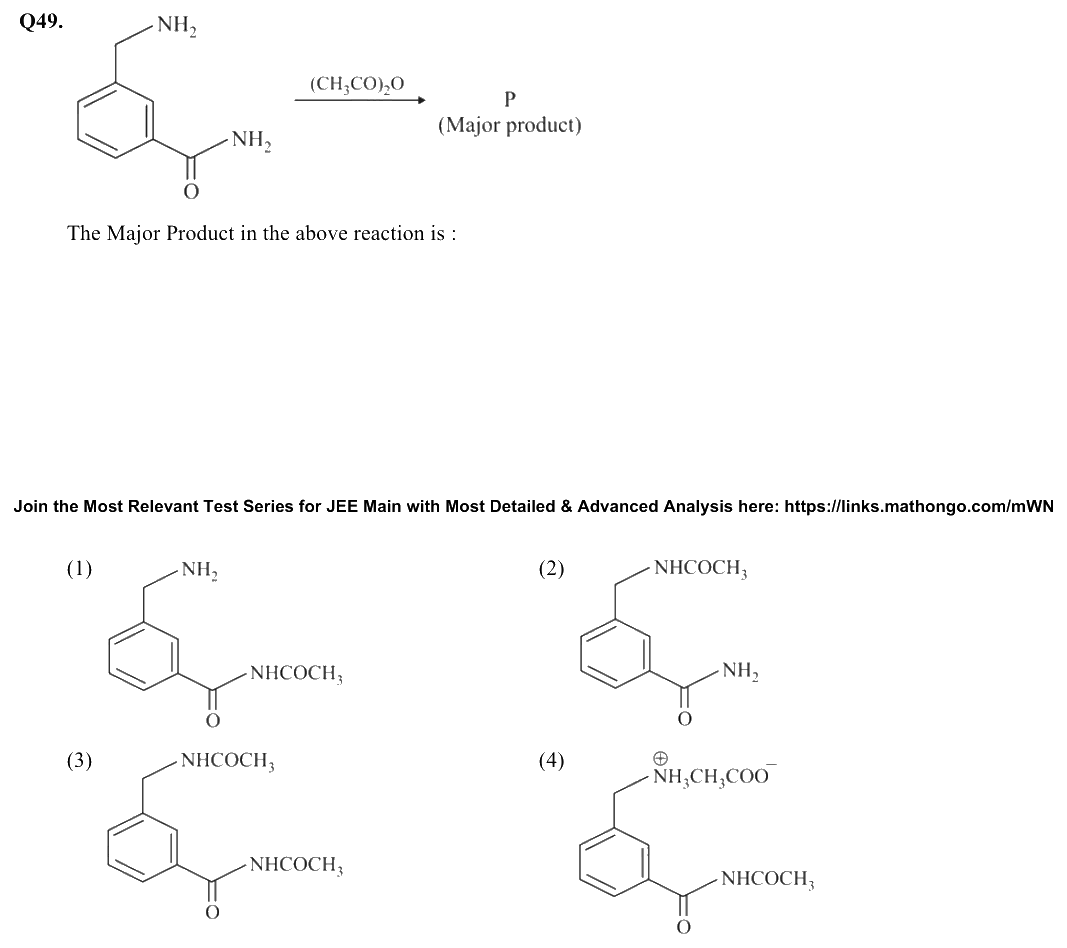 Q49.
NH₂
(CH₃CO)₂O
P
(Major product)
NH₂
O
The Major Product in the above reaction is :
Join the Most Relevant Test Series for JEE Main with Most Detailed & Advanced Analysis here: https://links.mathongo.com/mWN
(1)
NH₂
NHCOCH₃
O
(2)
NHCOCH₃
NH₂
O
(3)
NHCOCH₃
NHCOCH₃
O
(4)
⊕
NH₃CH₃COO⁻
NHCOCH₃
O